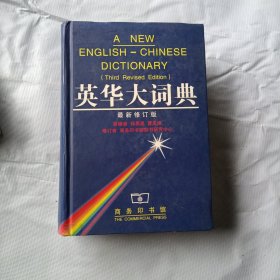 A NEW
ENGLISH-CHINESE
DICTIONARY
(Third Revised Edition)
英华大词典
最新修订版
商务印书馆
THE COMMERCIAL PRESS